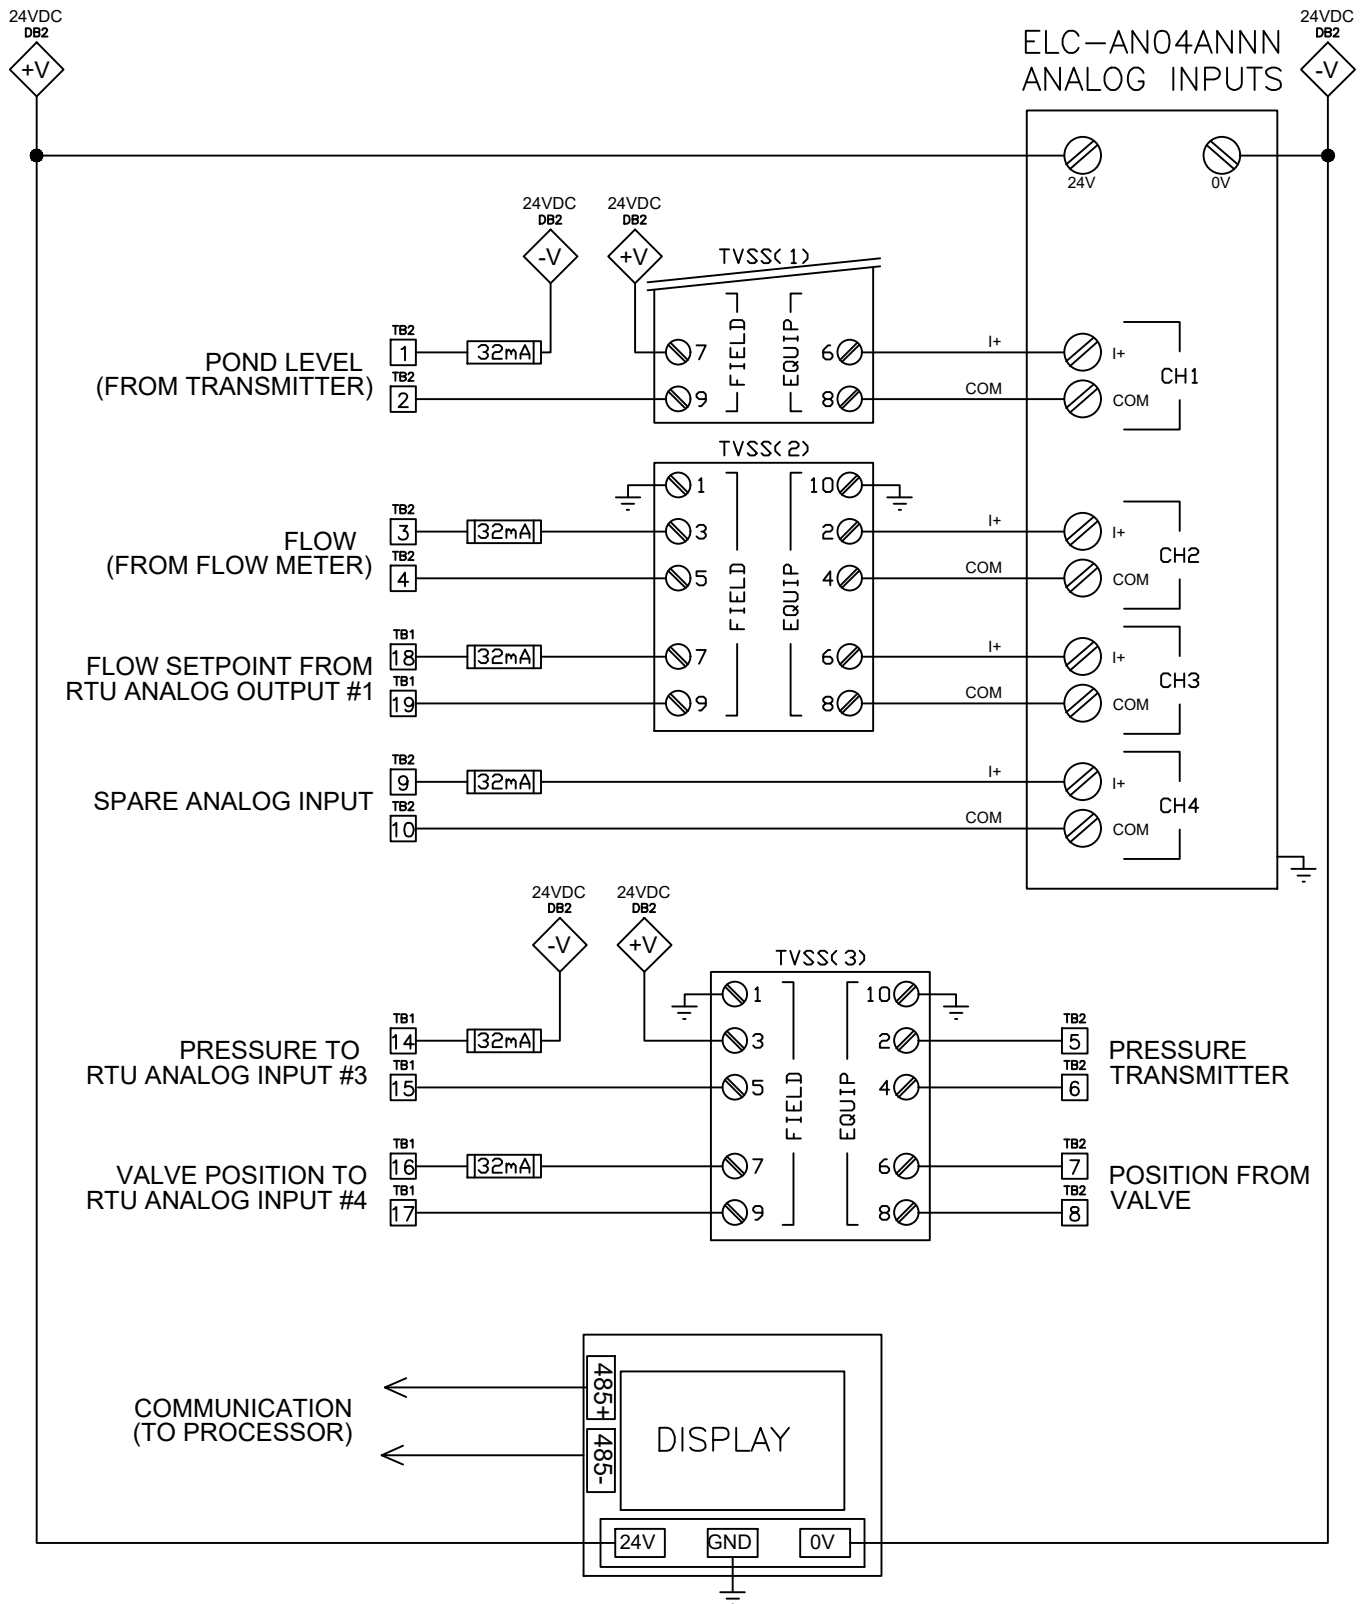 24VDC
DB2
+V
24VDC
DB2
-V
ELC-AN04ANNN
ANALOG INPUTS
24V
0V
24VDC
DB2
-V
24VDC
DB2
+V
TVSS(1)
POND LEVEL
(FROM TRANSMITTER)
TB2
1
32mA
TB2
2
7
9
FIELD
EQUIP
6
8
I+
COM
I+
COM
CH1
TVSS(2)
1
10
FLOW
(FROM FLOW METER)
TB2
3
32mA
TB2
4
3
5
FIELD
EQUIP
2
4
I+
COM
I+
COM
CH2
FLOW SETPOINT FROM
RTU ANALOG OUTPUT #1
TB1
18
32mA
TB1
19
7
9
6
8
I+
COM
I+
COM
CH3
SPARE ANALOG INPUT
TB2
9
32mA
TB2
10
I+
COM
I+
COM
CH4
24VDC
DB2
-V
24VDC
DB2
+V
TVSS(3)
1
10
PRESSURE TO
RTU ANALOG INPUT #3
TB1
14
32mA
TB1
15
3
5
FIELD
EQUIP
2
4
TB2
5
TB2
6
PRESSURE
TRANSMITTER
VALVE POSITION TO
RTU ANALOG INPUT #4
TB1
16
32mA
TB1
17
7
9
6
8
TB2
7
TB2
8
POSITION FROM
VALVE
COMMUNICATION
(TO PROCESSOR)
485+
485-
DISPLAY
24V
GND
0V